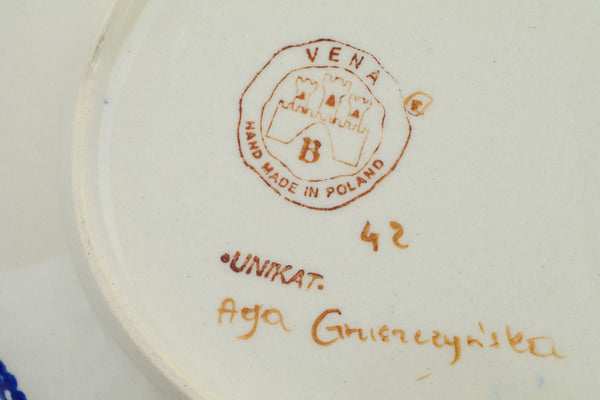 VENA
R
B
HAND MADE IN POLAND
42
•UNIKAT•
Aga Gruszczyńska